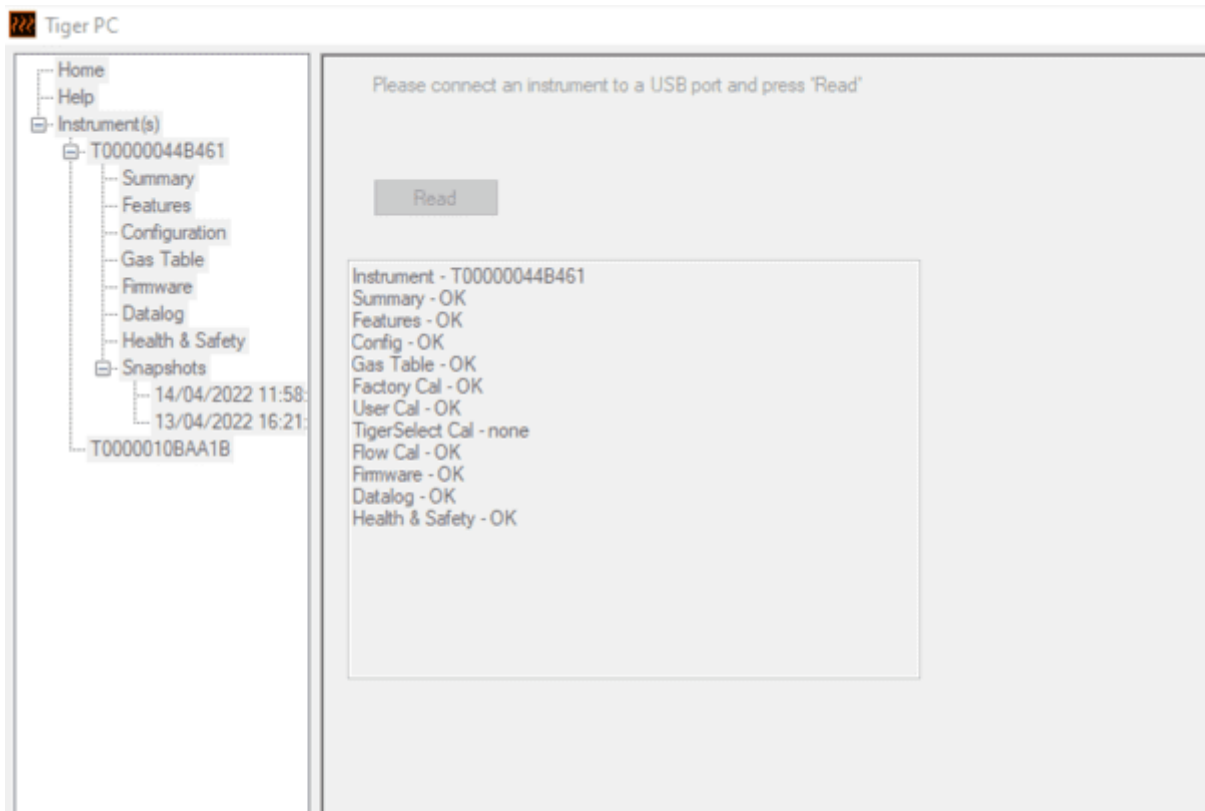 Tiger PC
Home
Help
Instrument(s)
T00000044B461
Summary
Features
Configuration
Gas Table
Firmware
Datalog
Health & Safety
Snapshots
14/04/2022 11:58:
13/04/2022 16:21:
T0000010BAA1B
Please connect an instrument to a USB port and press 'Read'
Read
Instrument - T00000044B461
Summary - OK
Features - OK
Config - OK
Gas Table - OK
Factory Cal - OK
User Cal - OK
TigerSelect Cal - none
Flow Cal - OK
Firmware - OK
Datalog - OK
Health & Safety - OK